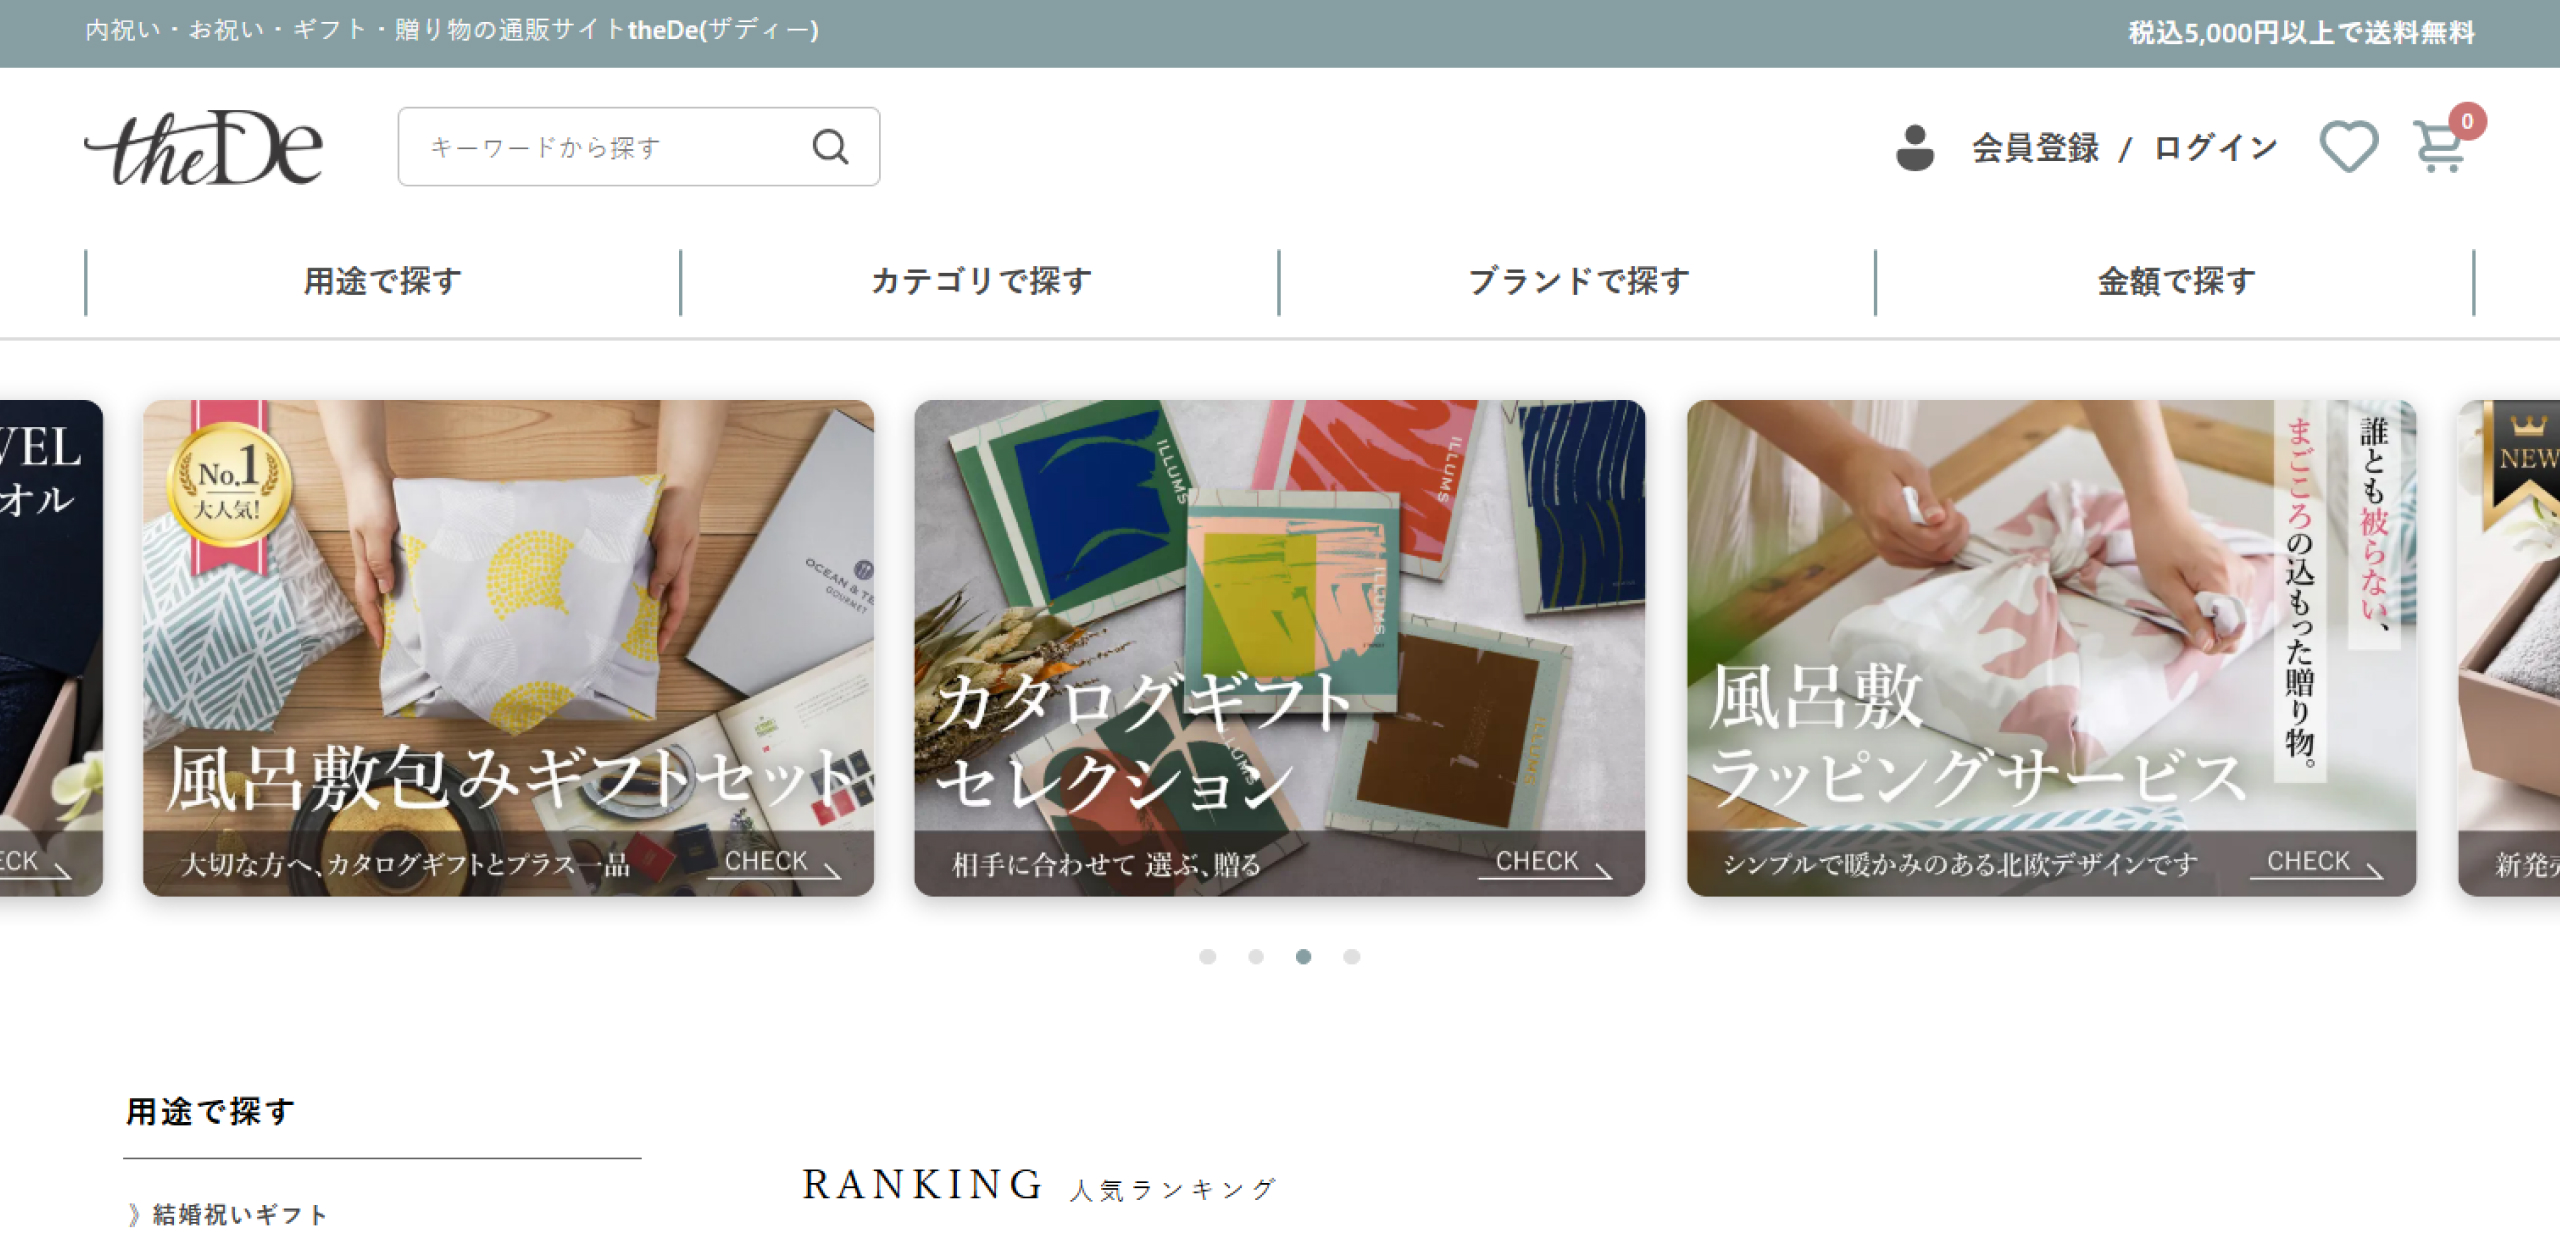 内祝い・お祝い・ギフト・贈り物の通販サイトtheDe(ザディー)
税込5,000円以上で送料無料
theDe
キーワードから探す
会員登録 / ログイン
0
用途で探す
カテゴリで探す
ブランドで探す
金額で探す
VEL
オル
ECK
No.1
大人気!
OCEAN & TE
GOURMET
風呂敷包みギフトセット
大切な方へ、カタログギフトとプラス一品
CHECK
ILLUMS
ILLUMS
ILLUMS
ILLUMS
ILLUMS
カタログギフト
セレクション
相手に合わせて 選ぶ、贈る
CHECK
誰とも被らない、
まごころの込もった贈り物。
風呂敷
ラッピングサービス
シンプルで暖かみのある北欧デザインです
CHECK
NEW
新発売
用途で探す
》結婚祝いギフト
RANKING 人気ランキング